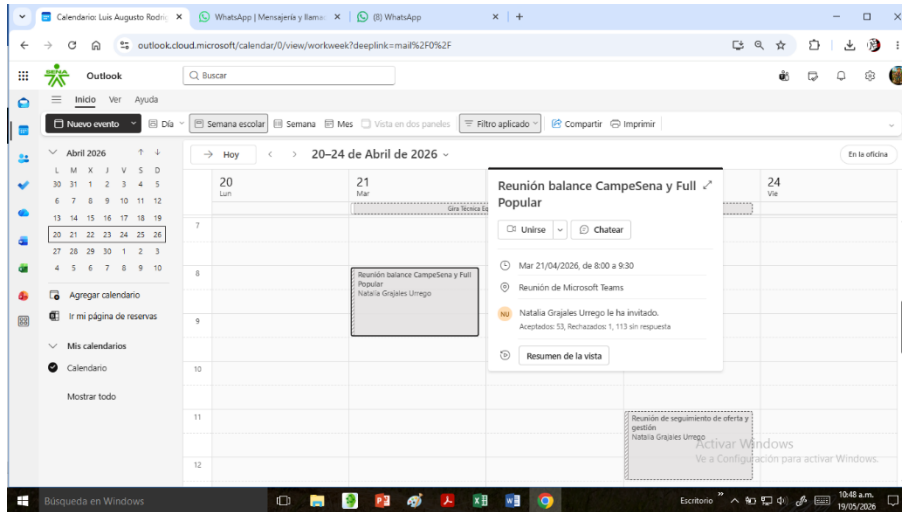 Calendario: Luis Augusto Rodrig
WhatsApp | Mensajería y llamad
(8) WhatsApp
outlook.cloud.microsoft/calendar/0/view/workweek?deeplink=mail%2F0%2F
SENA
Outlook
Buscar
Inicio Ver Ayuda
Nuevo evento
Día
Semana escolar
Semana
Mes
Vista en dos paneles
Filtro aplicado
Compartir
Imprimir
Abril 2026
L M X J V S D
30 31 1 2 3 4 5
6 7 8 9 10 11 12
13 14 15 16 17 18 19
20 21 22 23 24 25 26
27 28 29 30 1 2 3
4 5 6 7 8 9 10
Agregar calendario
Ir mi página de reservas
Mis calendarios
Calendario
Mostrar todo
Hoy
20–24 de Abril de 2026
En la oficina
20
Lun
21
Mar
24
Vie
Gira Técnica Eq
7
8
9
10
11
12
Reunión balance CampeSena y Full
Popular
Natalia Grajales Urrego
Reunión balance CampeSena y Full
Popular
Unirse
Chatear
Mar 21/04/2026, de 8:00 a 9:30
Reunión de Microsoft Teams
NU
Natalia Grajales Urrego le ha invitado.
Aceptados: 53, Rechazados: 1, 113 sin respuesta
Resumen de la vista
Reunión de seguimiento de oferta y
gestión
Natalia Grajales Urrego
Activar Windows
Ve a Configuración para activar Windows.
Búsqueda en Windows
Escritorio
10:48 a.m.
19/05/2026